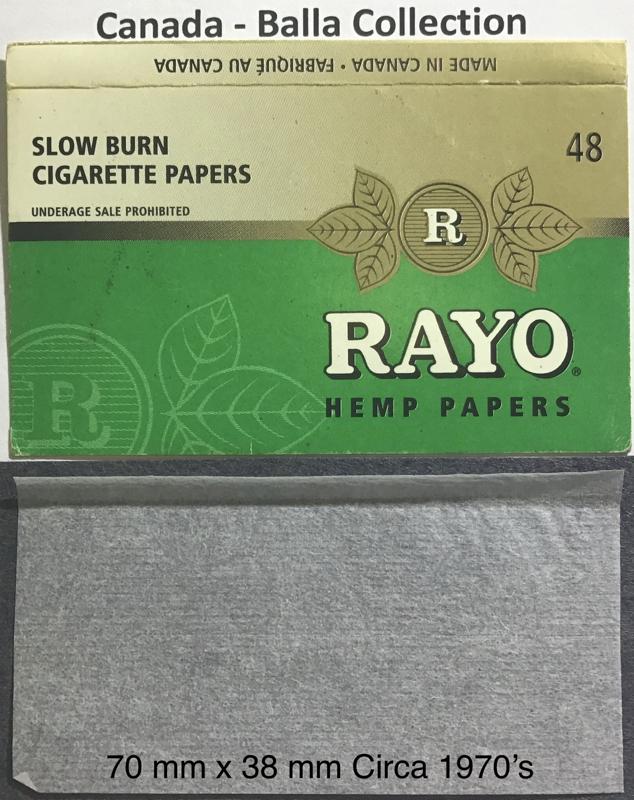 Canada - Balla Collection
MADE IN CANADA • FABRIQUÉ AU CANADA
SLOW BURN
CIGARETTE PAPERS
48
UNDERAGE SALE PROHIBITED
R
R
RAYO®
HEMP PAPERS
70 mm x 38 mm Circa 1970's